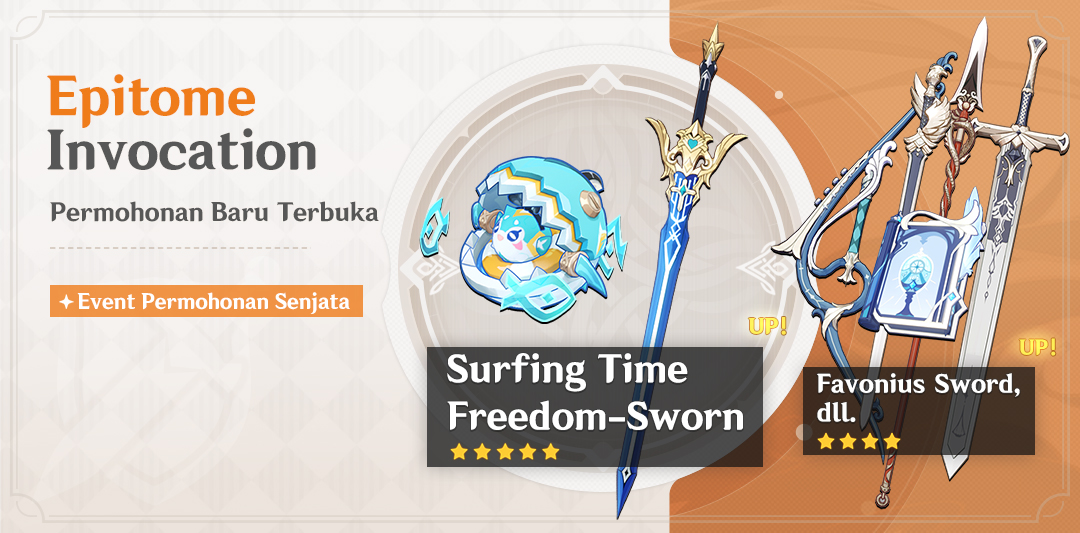 Epitome
Invocation
Permohonan Baru Terbuka
Event Permohonan Senjata
UP!
Surfing Time
Freedom-Sworn
UP!
Favonius Sword,
dll.